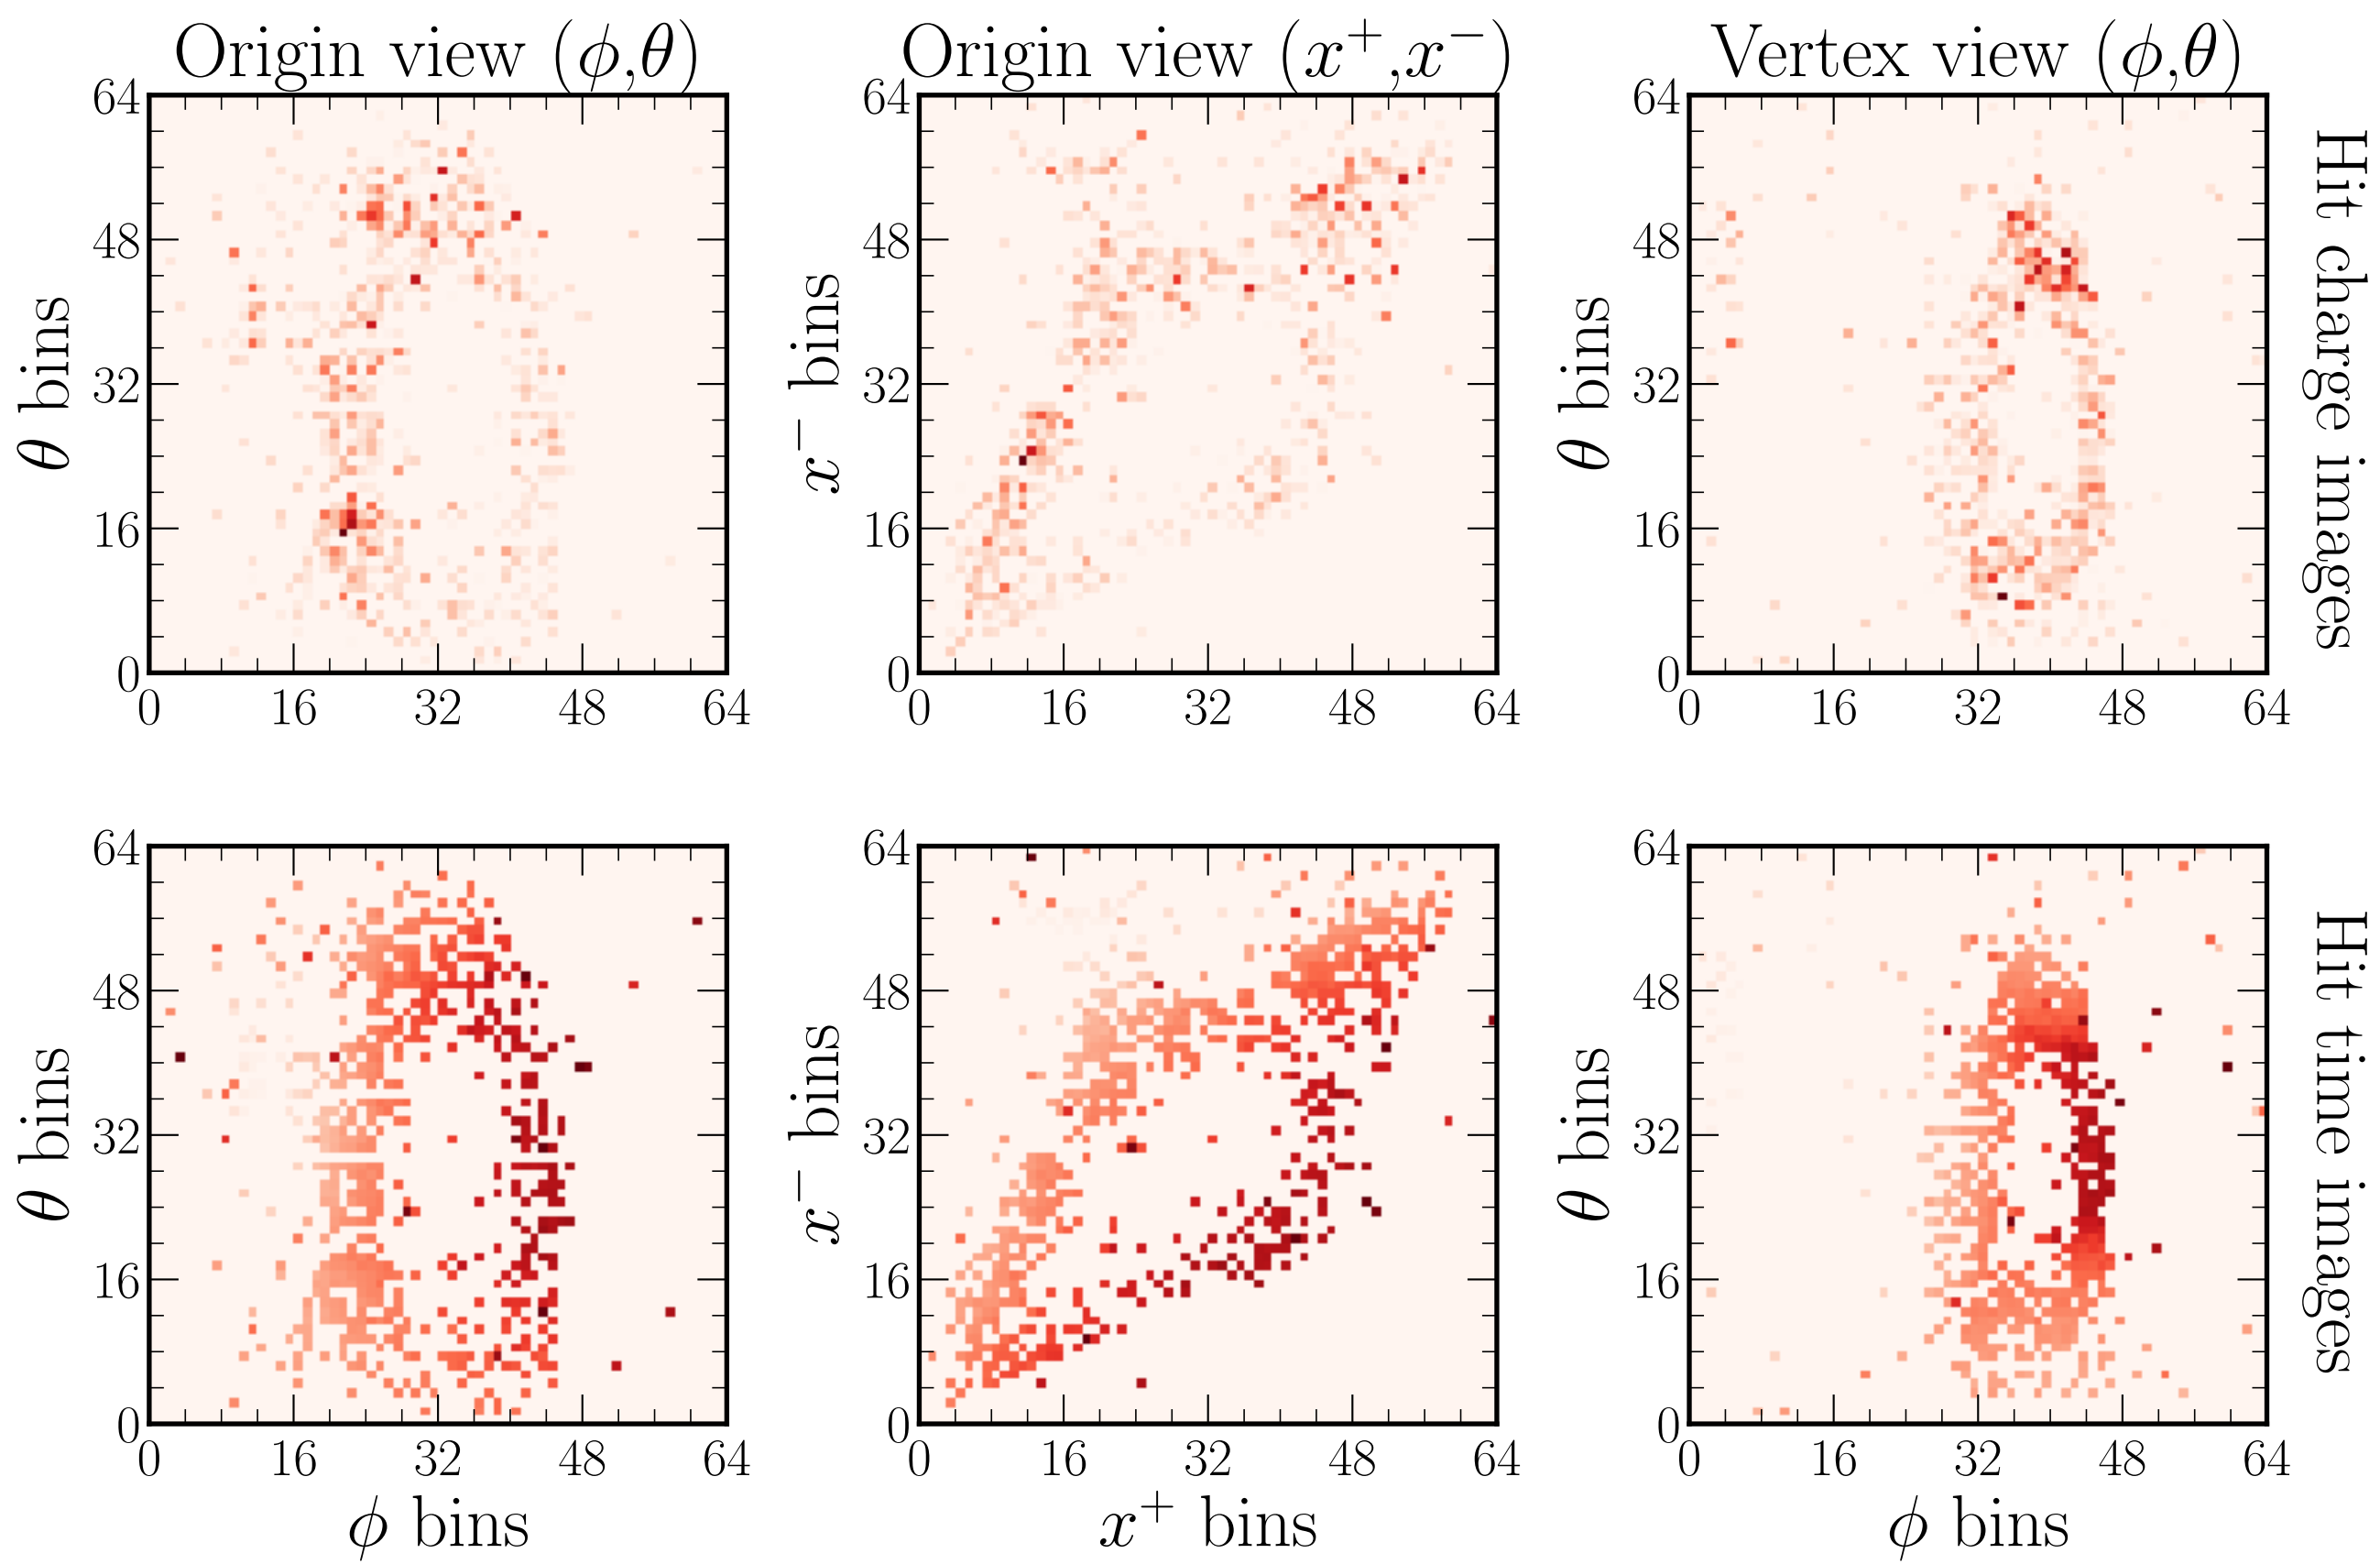 Origin view (ϕ,θ)
Origin view (x⁺,x⁻)
Vertex view (ϕ,θ)
64
48
32
16
0
θ bins
0 16 32 48 64
64
48
32
16
0
x⁻ bins
0 16 32 48 64
64
48
32
16
0
θ bins
0 16 32 48 64
Hit charge images
64
48
32
16
0
θ bins
0 16 32 48 64
ϕ bins
64
48
32
16
0
x⁻ bins
0 16 32 48 64
x⁺ bins
64
48
32
16
0
θ bins
0 16 32 48 64
ϕ bins
Hit time images